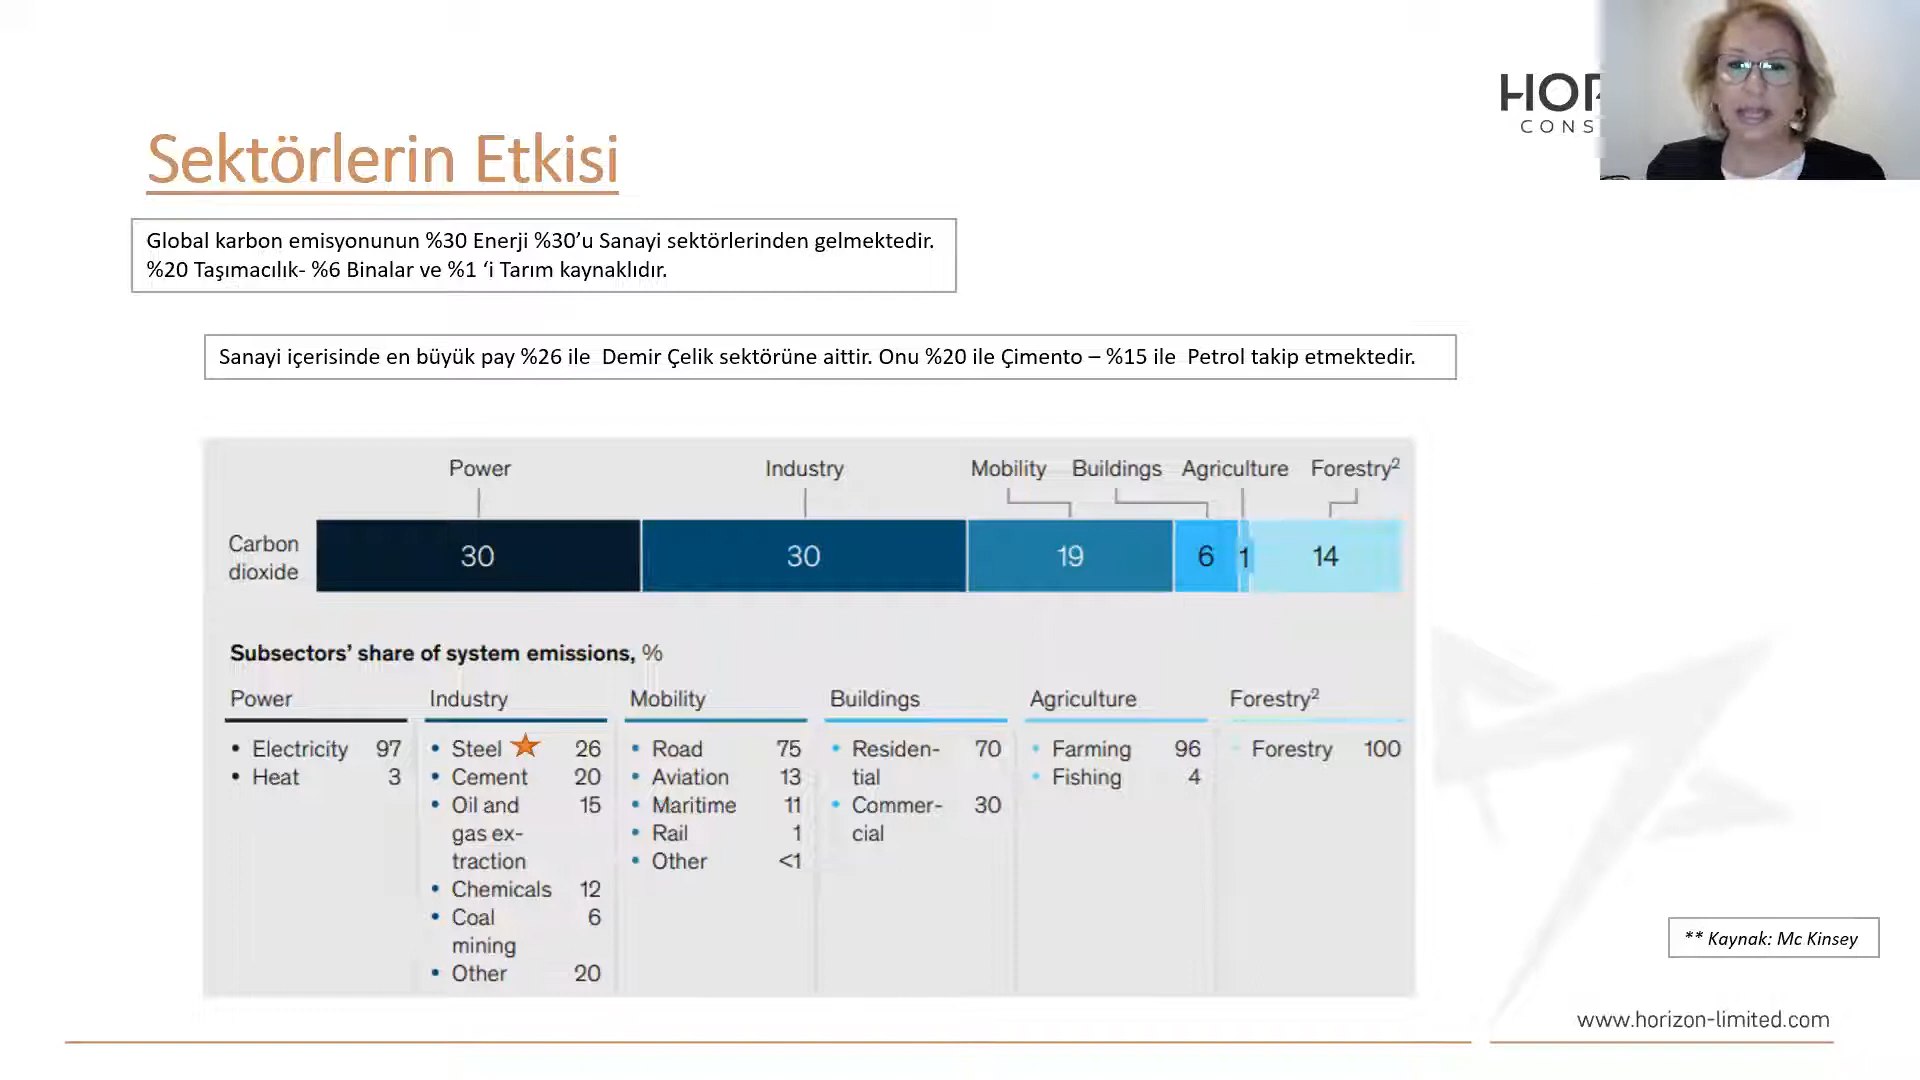 HOR
CONS
Sektörlerin Etkisi
Global karbon emisyonunun %30 Enerji %30’u Sanayi sektörlerinden gelmektedir.
%20 Taşımacılık- %6 Binalar ve %1 ‘i Tarım kaynaklıdır.
Sanayi içerisinde en büyük pay %26 ile Demir Çelik sektörüne aittir. Onu %20 ile Çimento – %15 ile Petrol takip etmektedir.
Power Industry Mobility Buildings Agriculture Forestry²
Carbon
dioxide
30 30 19 6 1 14
Subsectors’ share of system emissions, %
Power Industry Mobility Buildings Agriculture Forestry²
• Electricity 97
• Heat 3
• Steel 26
• Cement 20
• Oil and 15
gas ex-
traction
• Chemicals 12
• Coal 6
mining
• Other 20
• Road 75
• Aviation 13
• Maritime 11
• Rail 1
• Other <1
• Residen- 70
tial
• Commer- 30
cial
• Farming 96
• Fishing 4
• Forestry 100
** Kaynak: Mc Kinsey
www.horizon-limited.com